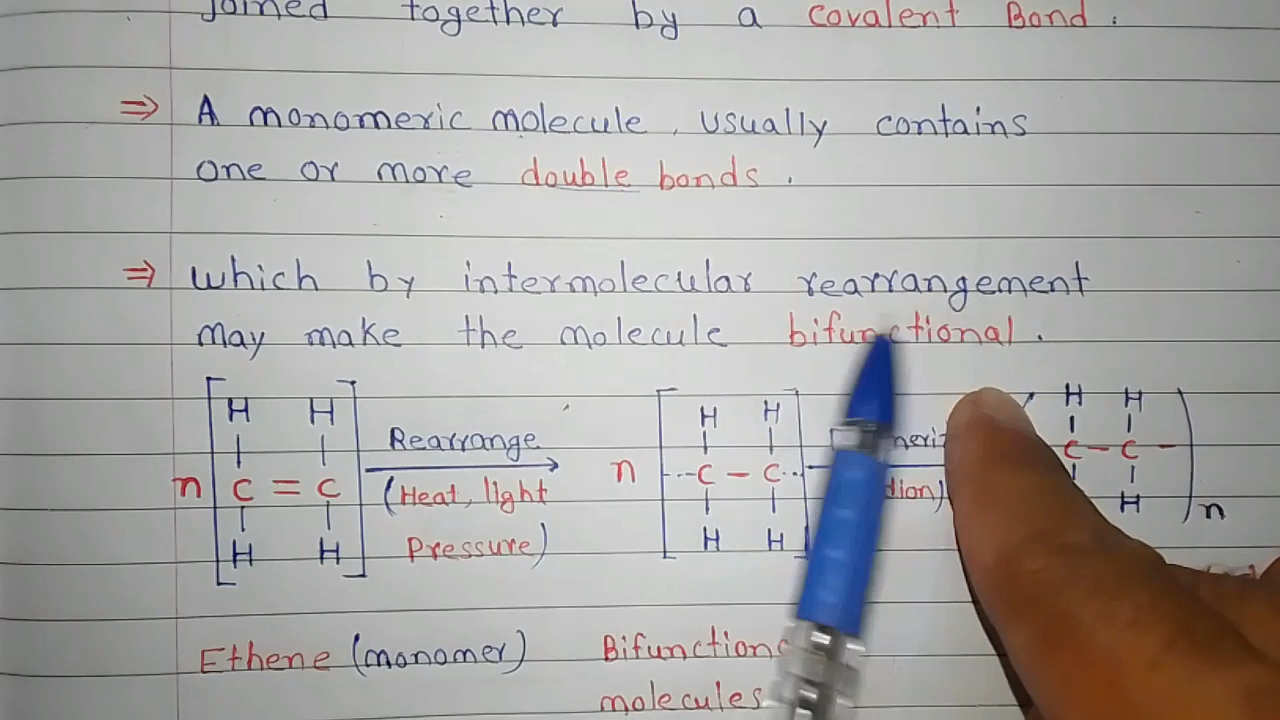 joined together by a covalent Bond.
⇒ A monomeric molecule, usually contains
one or more double bonds.
⇒ which by intermolecular rearrangement
may make the molecule bifunctional.
H H H H H H
Rearrange
n C = C n --C - C-- C - C -
(Heat, light
H H H H H n
Pressure)
Ethene (monomer)
molecules